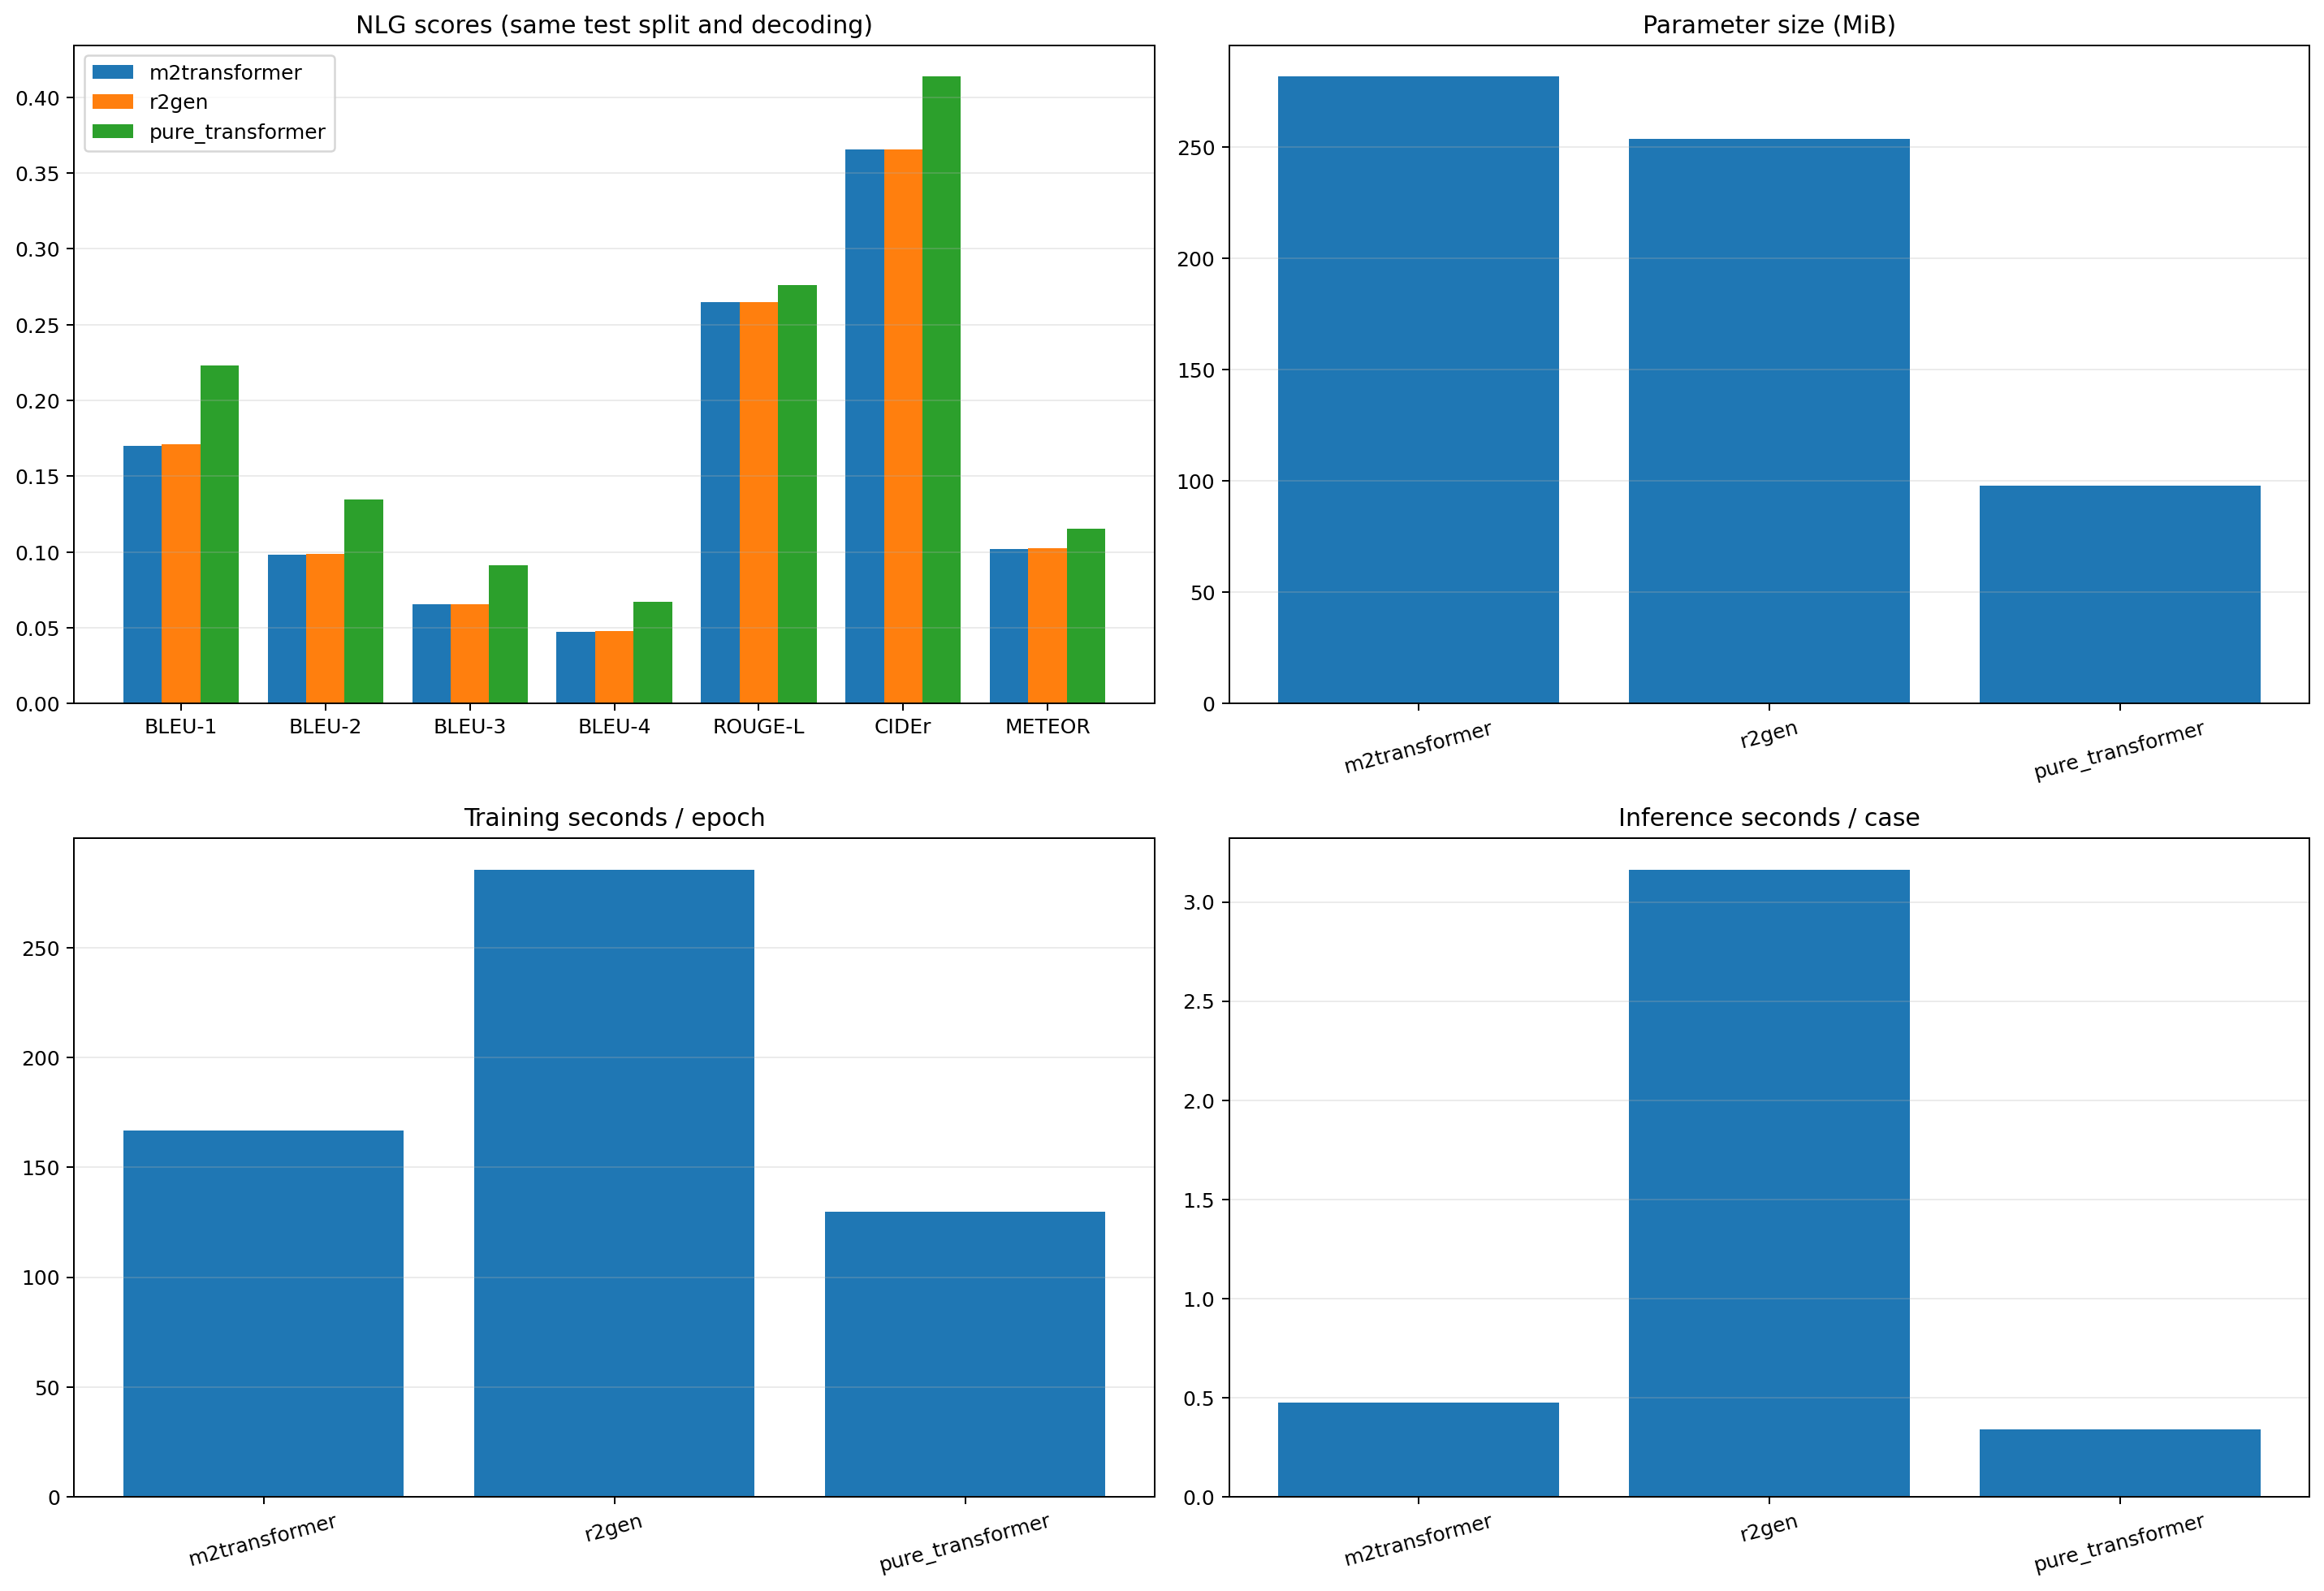 NLG scores (same test split and decoding)
m2transformer
r2gen
pure_transformer
0.40
0.35
0.30
0.25
0.20
0.15
0.10
0.05
0.00
BLEU-1 BLEU-2 BLEU-3 BLEU-4 ROUGE-L CIDEr METEOR
Parameter size (MiB)
250
200
150
100
50
0
m2transformer r2gen pure_transformer
Training seconds / epoch
250
200
150
100
50
0
m2transformer r2gen pure_transformer
Inference seconds / case
3.0
2.5
2.0
1.5
1.0
0.5
0.0
m2transformer r2gen pure_transformer